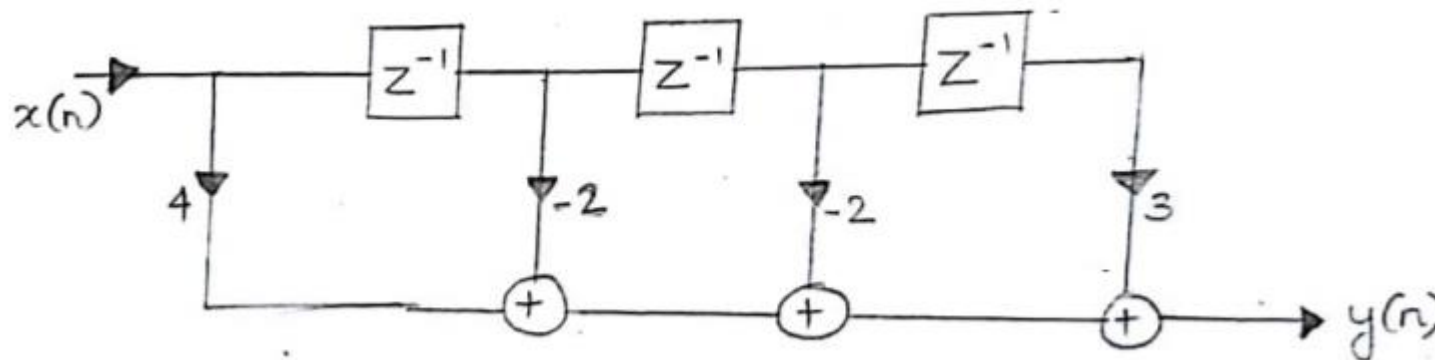 z⁻¹ z⁻¹ z⁻¹
x(n)
4 -2 -2 3
+ + + y(n)